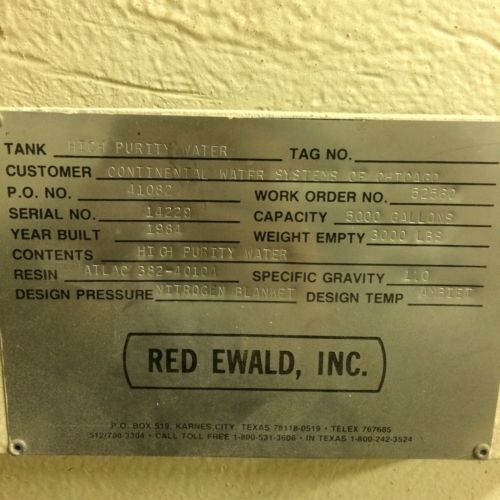 TANK HIGH PURITY WATER TAG NO.
CUSTOMER CONTINENTAL WATER SYSTEMS OF CHICAGO
P.O. NO. 41082 WORK ORDER NO. 52580
SERIAL NO. 14229 CAPACITY 5000 GALLONS
YEAR BUILT 1984 WEIGHT EMPTY 3000 LBS
CONTENTS HIGH PURITY WATER
RESIN ATLAC 382-4010A SPECIFIC GRAVITY 1.0
DESIGN PRESSURE NITROGEN BLANKET DESIGN TEMP
RED EWALD, INC.
P.O. BOX 519, KARNES CITY, TEXAS 78118-0519 • TELEX 767685
512/780-3304 • CALL TOLL FREE 1-800-531-3606 • IN TEXAS 1-800-242-3524